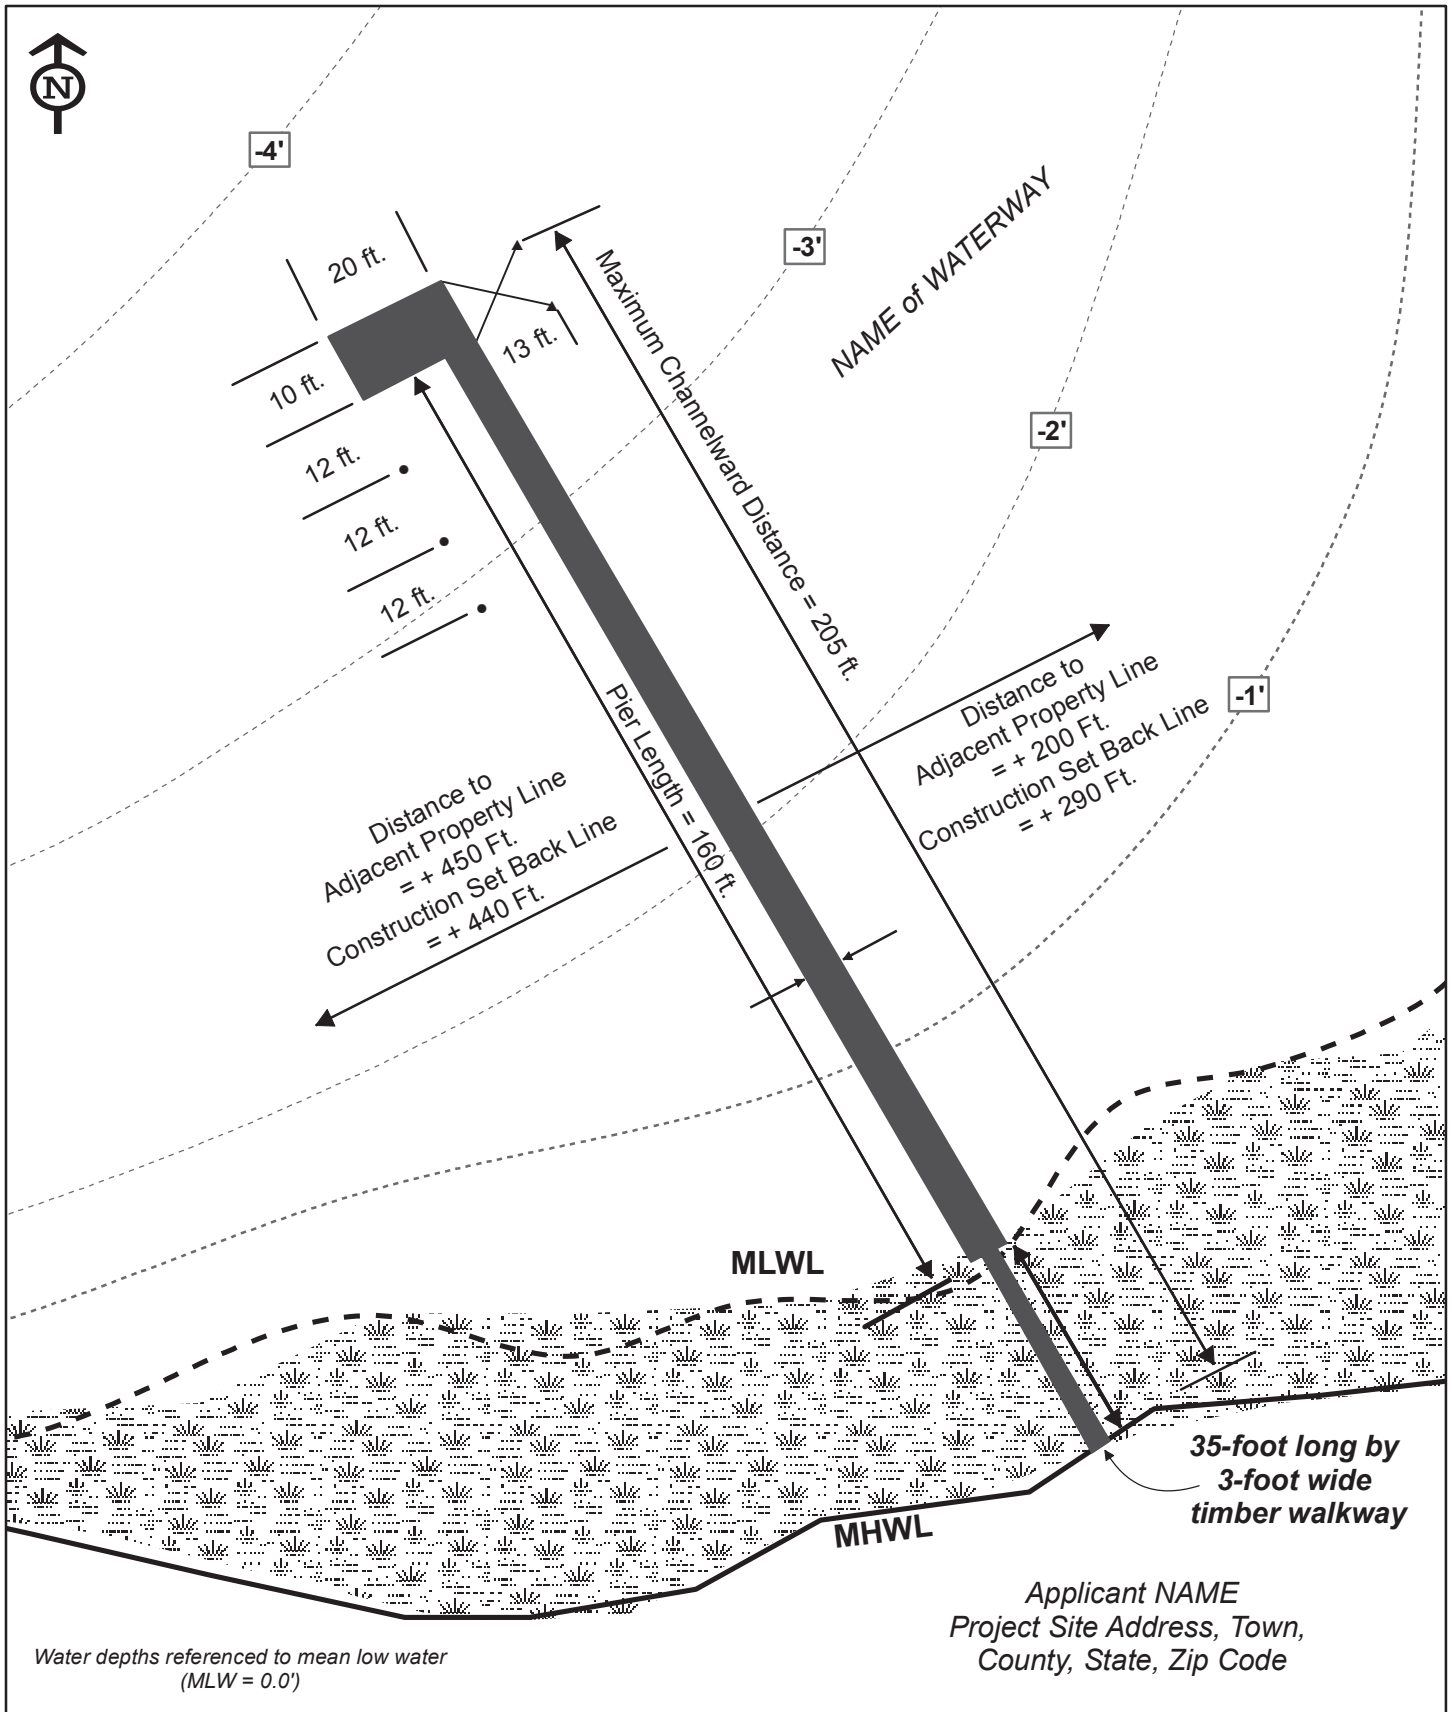 N
-4'
-3'
NAME of WATERWAY
20 ft.
13 ft.
10 ft.
Maximum Channelward Distance = 205 ft.
-2'
12 ft.
12 ft.
12 ft.
Distance to
Adjacent Property Line
= + 200 Ft.
Construction Set Back Line
= + 290 Ft.
-1'
Pier Length = 160 ft.
Distance to
Adjacent Property Line
= + 450 Ft.
Construction Set Back Line
= + 440 Ft.
MLWL
35-foot long by
3-foot wide
timber walkway
MHWL
Applicant NAME
Project Site Address, Town,
County, State, Zip Code
Water depths referenced to mean low water
(MLW = 0.0')